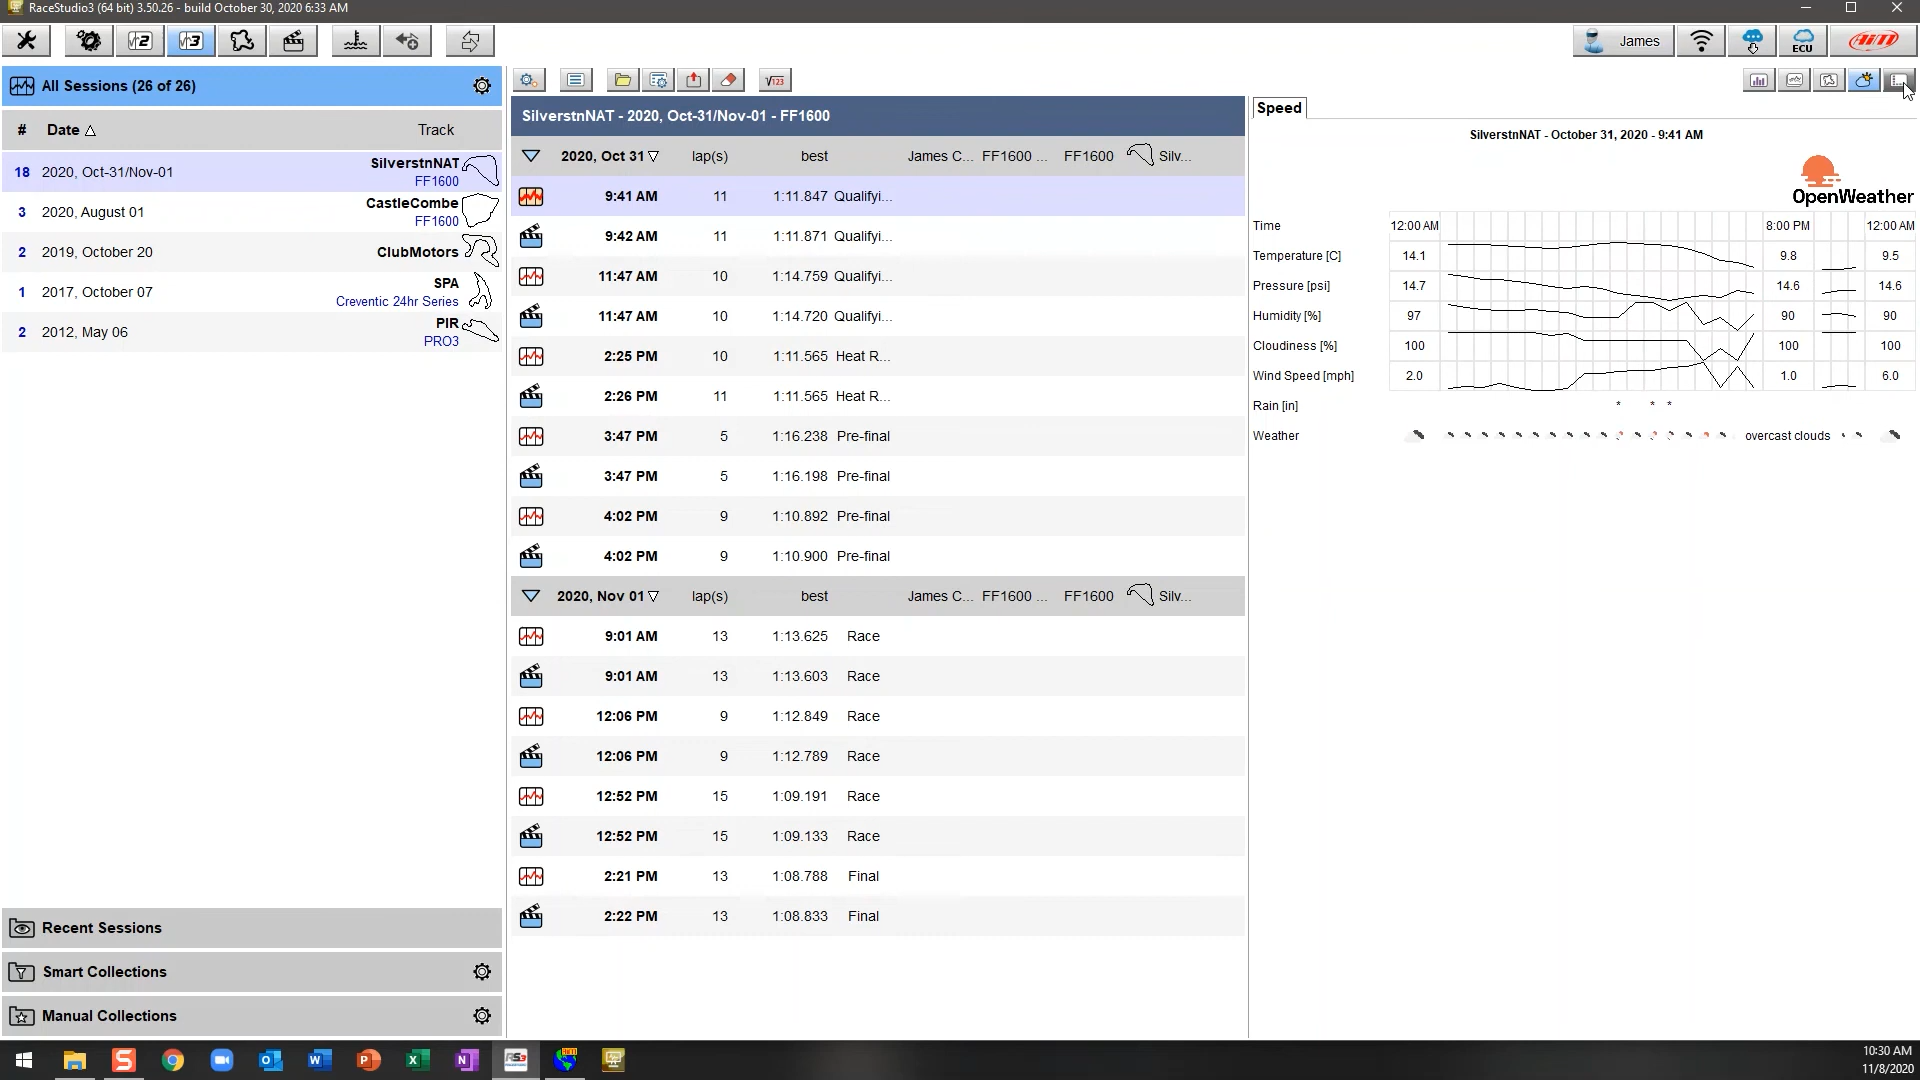 RaceStudio3 (64 bit) 3.50.26 - build October 30, 2020 6:33 AM
2 3 James ECU AiM
All Sessions (26 of 26)
√123
# Date Track
18 2020, Oct-31/Nov-01 SilverstnNAT
FF1600
3 2020, August 01 CastleCombe
FF1600
2 2019, October 20 ClubMotors
1 2017, October 07 SPA
Creventic 24hr Series
2 2012, May 06 PIR
PRO3
Recent Sessions
Smart Collections
Manual Collections
SilverstnNAT - 2020, Oct-31/Nov-01 - FF1600
2020, Oct 31 lap(s) best James C... FF1600 ... FF1600 Silv...
9:41 AM 11 1:11.847 Qualifyi...
9:42 AM 11 1:11.871 Qualifyi...
11:47 AM 10 1:14.759 Qualifyi...
11:47 AM 10 1:14.720 Qualifyi...
2:25 PM 10 1:11.565 Heat R...
2:26 PM 11 1:11.565 Heat R...
3:47 PM 5 1:16.238 Pre-final
3:47 PM 5 1:16.198 Pre-final
4:02 PM 9 1:10.892 Pre-final
4:02 PM 9 1:10.900 Pre-final
2020, Nov 01 lap(s) best James C... FF1600 ... FF1600 Silv...
9:01 AM 13 1:13.625 Race
9:01 AM 13 1:13.603 Race
12:06 PM 9 1:12.849 Race
12:06 PM 9 1:12.789 Race
12:52 PM 15 1:09.191 Race
12:52 PM 15 1:09.133 Race
2:21 PM 13 1:08.788 Final
2:22 PM 13 1:08.833 Final
Speed
SilverstnNAT - October 31, 2020 - 9:41 AM
OpenWeather
Time 12:00 AM 8:00 PM 12:00 AM
Temperature [C] 14.1 9.8 9.5
Pressure [psi] 14.7 14.6 14.6
Humidity [%] 97 90 90
Cloudiness [%] 100 100 100
Wind Speed [mph] 2.0 1.0 6.0
Rain [in] * * *
Weather overcast clouds
S W P X N RS3
10:30 AM
11/8/2020